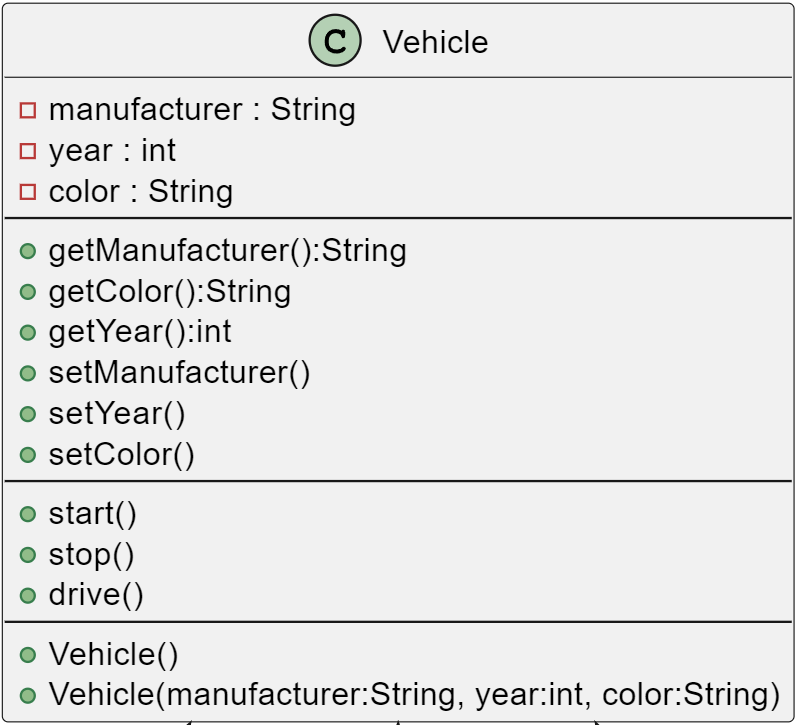 C Vehicle
manufacturer : String
year : int
color : String
getManufacturer():String
getColor():String
getYear():int
setManufacturer()
setYear()
setColor()
start()
stop()
drive()
Vehicle()
Vehicle(manufacturer:String, year:int, color:String)